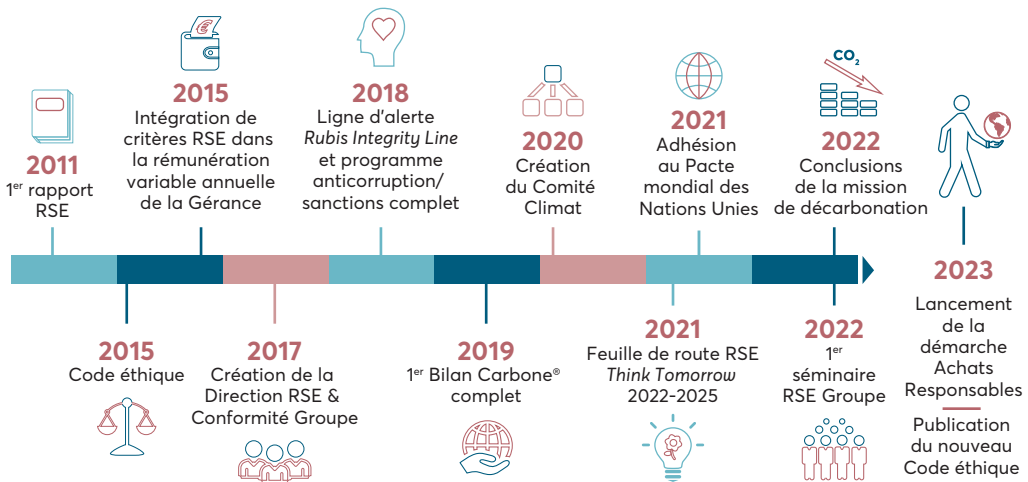 2011
1er rapport
RSE
2015
Intégration de
critères RSE dans
la rémunération
variable annuelle
de la Gérance
2018
Ligne d'alerte
Rubis Integrity Line
et programme
anticorruption/
sanctions complet
2020
Création
du Comité
Climat
2021
Adhésion
au Pacte
mondial des
Nations Unies
CO2
2022
Conclusions
de la mission
de décarbonation
2015
Code éthique
2017
Création de la
Direction RSE &
Conformité Groupe
2019
1er Bilan Carbone®
complet
2021
Feuille de route RSE
Think Tomorrow
2022-2025
2022
1er
séminaire
RSE Groupe
2023
Lancement
de la
démarche
Achats
Responsables
Publication
du nouveau
Code éthique